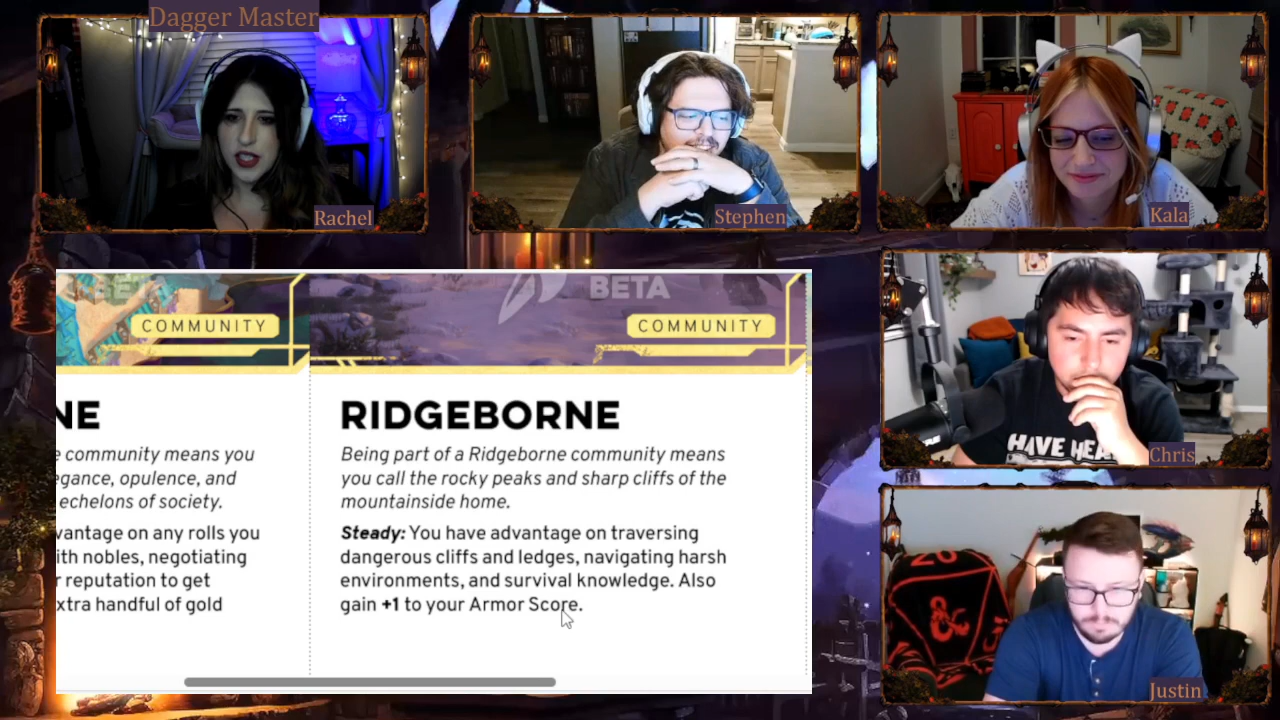 Dagger Master
Rachel
Stephen
Kala
BETA
BETA
COMMUNITY
COMMUNITY
NE
e community means you
egance, opulence, and
echelons of society.
vantage on any rolls you
ith nobles, negotiating
r reputation to get
xtra handful of gold
RIDGEBORNE
Being part of a Ridgeborne community means
you call the rocky peaks and sharp cliffs of the
mountainside home.
Steady: You have advantage on traversing
dangerous cliffs and ledges, navigating harsh
environments, and survival knowledge. Also
gain +1 to your Armor Score.
HAVE HEA
Chris
20
&
Justin